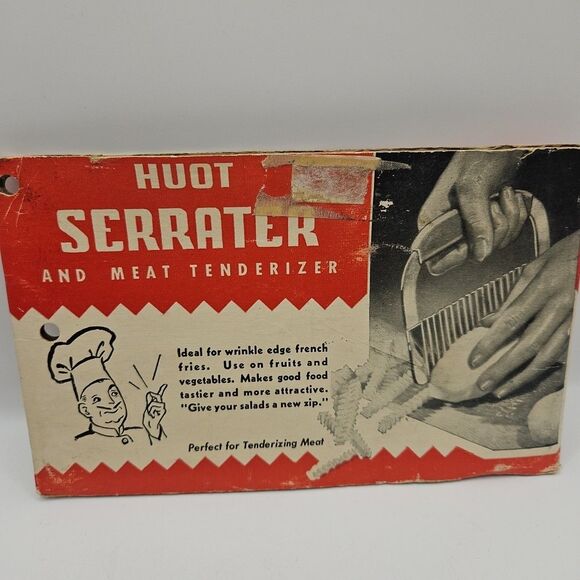 HUOT
SERRATER
AND MEAT TENDERIZER
Ideal for wrinkle edge french
fries. Use on fruits and
vegetables. Makes good food
tastier and more attractive.
"Give your salads a new zip."
Perfect for Tenderizing Meat